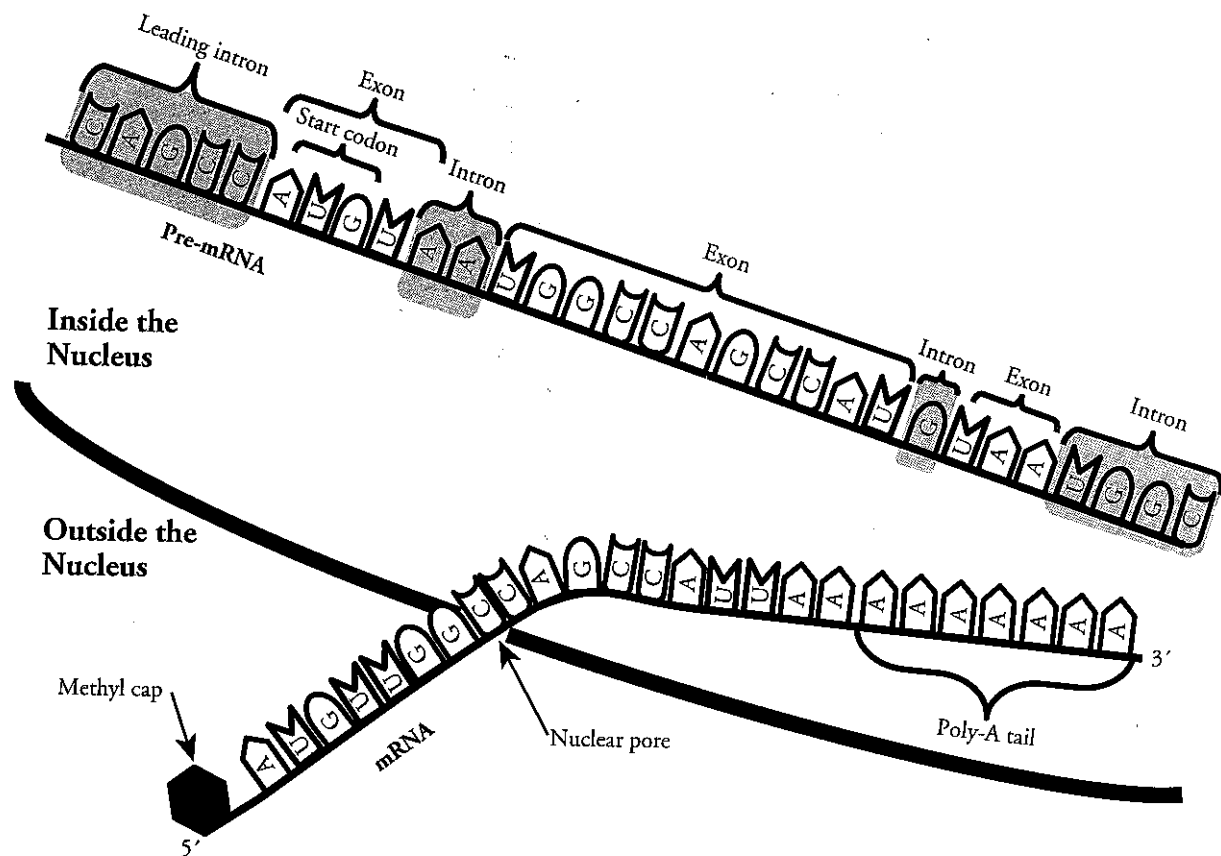 Leading intron
Exon
Start codon
Intron
Exon
Intron
Exon
Intron
C A G C C A U G U A A U G G C C A G C C A U G U A A U G G C
Pre-mRNA
Inside the
Nucleus
Outside the
Nucleus
A U G U U G G C C A G C C A U U A A A A A A A A A
3′
Methyl cap
mRNA
Nuclear pore
Poly-A tail
5′